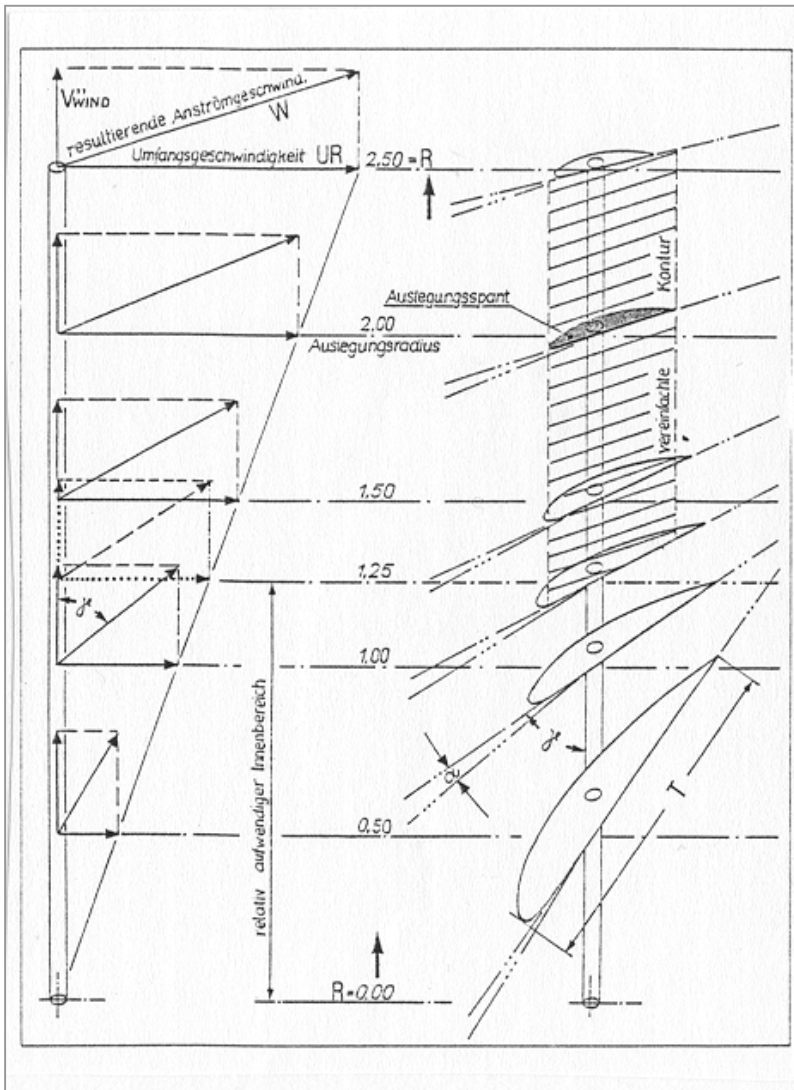 V"WIND
resultierende Anströmgeschwind.
W
Umfangsgeschwindigkeit UR
2,50 = R
Auslegungsspant
2,00
Auslegungsradius
Kontur
vereinfachte
1,50
1,25
γ
1,00
relativ aufwendiger Innenbereich
γ
α
T
0,50
R=0,00